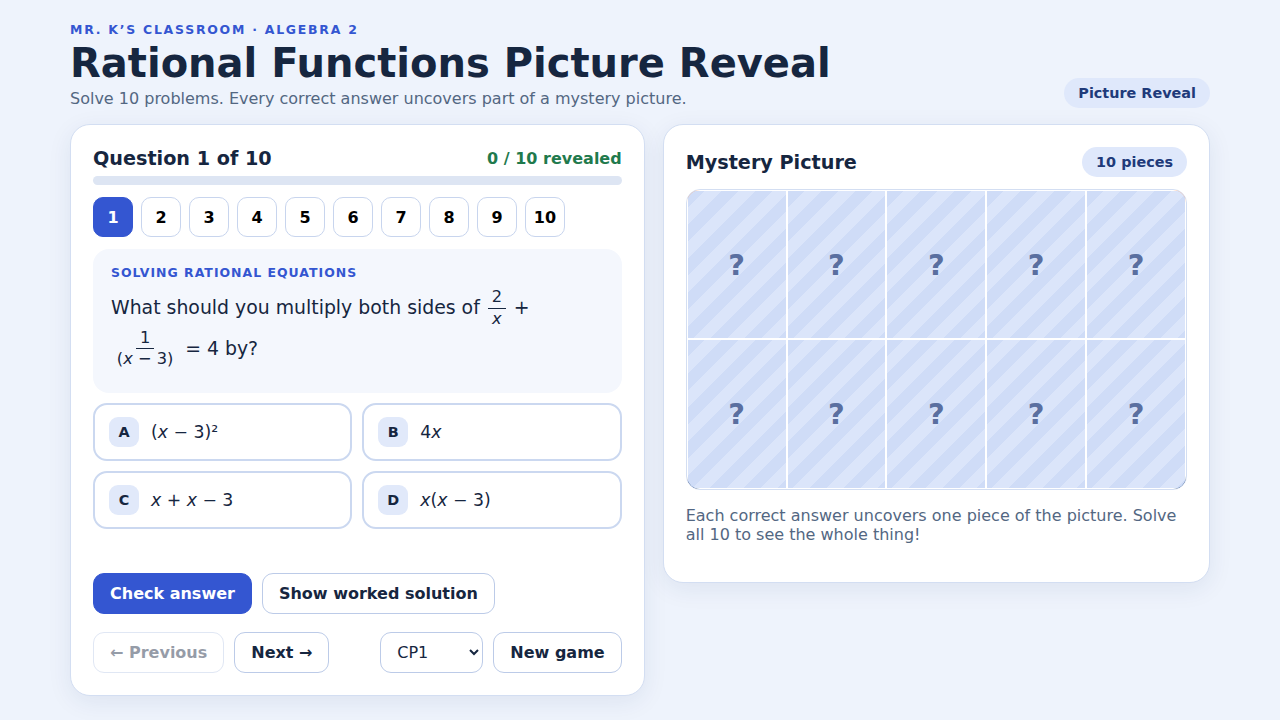 MR. K’S CLASSROOM · ALGEBRA 2
Rational Functions Picture Reveal
Solve 10 problems. Every correct answer uncovers part of a mystery picture.
Picture Reveal
Question 1 of 10
0 / 10 revealed
1 2 3 4 5 6 7 8 9 10
SOLVING RATIONAL EQUATIONS
What should you multiply both sides of 2/x +
1/(x − 3) = 4 by?
A (x − 3)²
B 4x
C x + x − 3
D x(x − 3)
Check answer
Show worked solution
← Previous
Next →
CP1
New game
Mystery Picture
10 pieces
? ? ? ? ?
? ? ? ? ?
Each correct answer uncovers one piece of the picture. Solve
all 10 to see the whole thing!